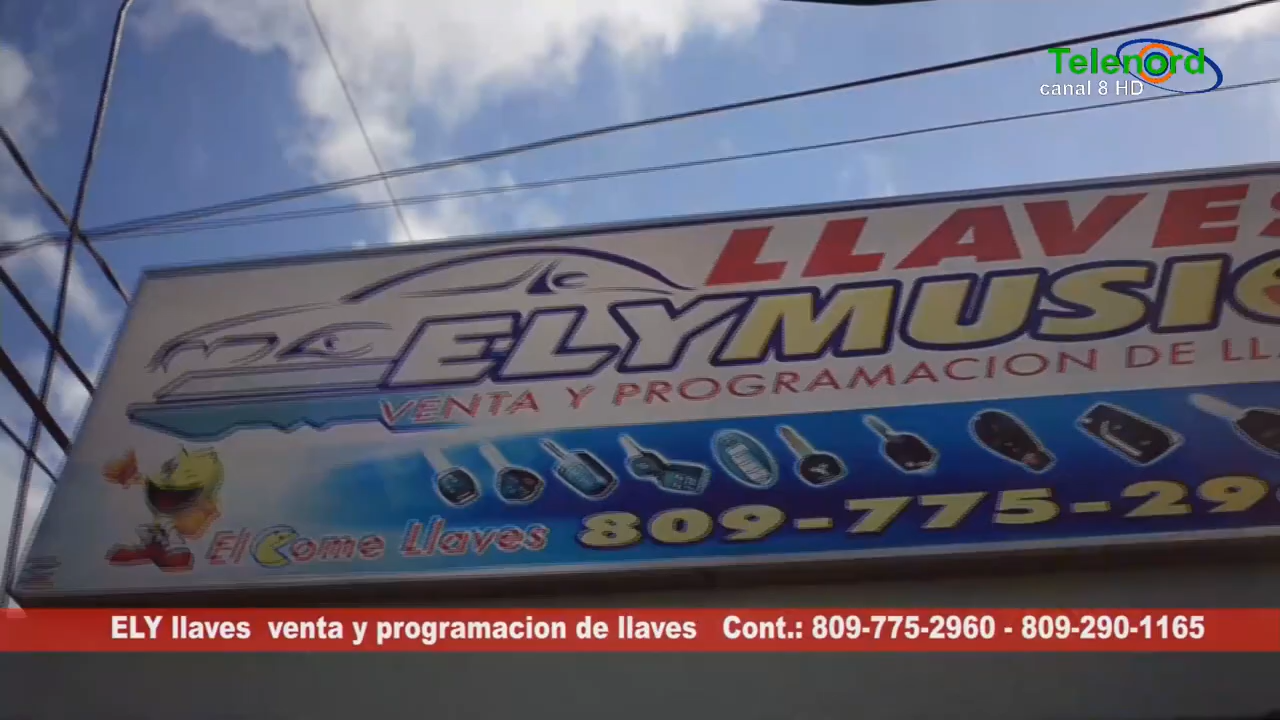 Telenord
canal 8 HD
LLAVES
ELYMUSIC
VENTA Y PROGRAMACION DE LL
El Come Llaves
809-775-29
ELY llaves venta y programacion de llaves Cont.: 809-775-2960 - 809-290-1165